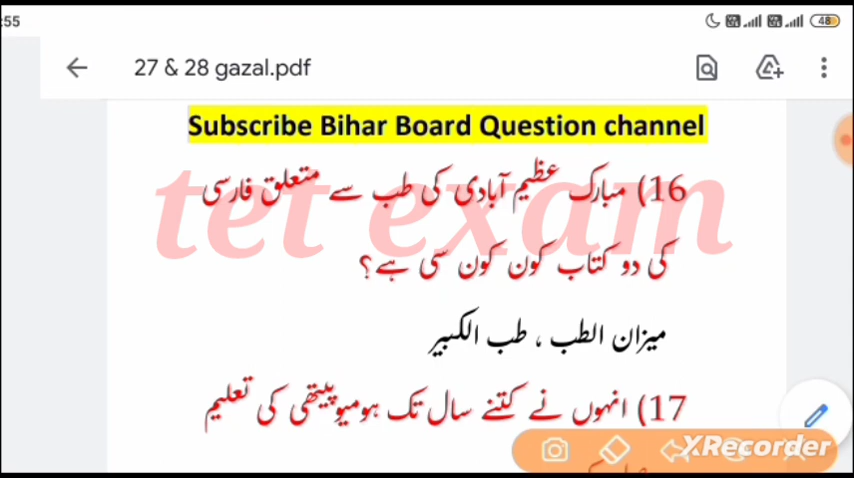 :55
48
27 & 28 gazal.pdf
Subscribe Bihar Board Question channel
16) مبارک عظیم آبادی کی طب سے متعلق فارسی
tet exam
کی دو کتاب کون کون سی ہے؟
میزان الطب ، طب الکبیر
17) انہوں نے کتنے سال تک ہومیوپیتھی کی تعلیم
XRecorder